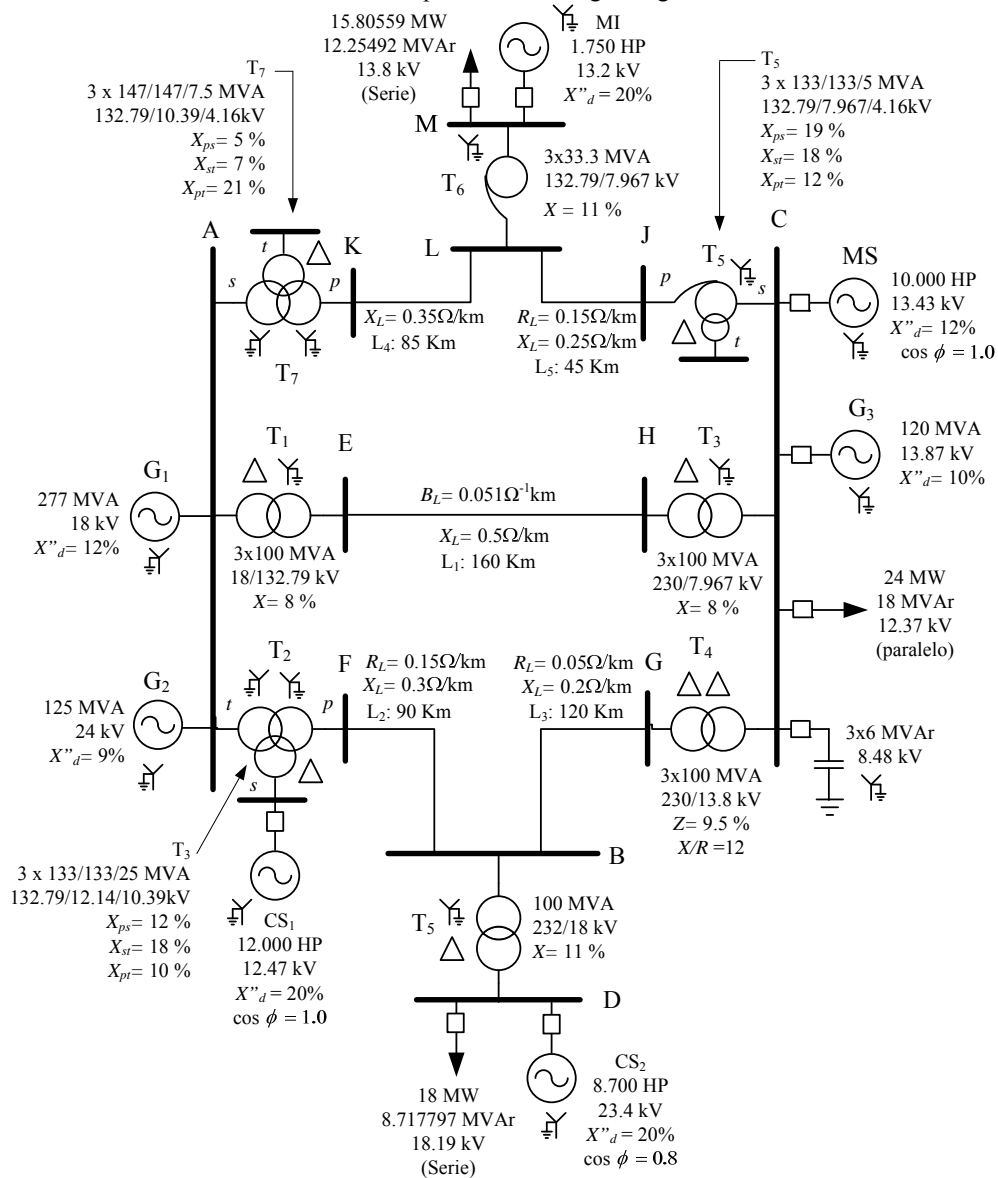 15.80559 MW
12.25492 MVAr
13.8 kV
(Serie)
MI
1.750 HP
13.2 kV
X"d = 20%
T7
3 x 147/147/7.5 MVA
132.79/10.39/4.16kV
Xps= 5 %
Xst= 7 %
Xpt= 21 %
T5
3 x 133/133/5 MVA
132.79/7.967/4.16kV
Xps= 19 %
Xst= 18 %
Xpt= 12 %
M
T6
3x33.3 MVA
132.79/7.967 kV
X = 11 %
A
t
s
p
T7
K
L
J
p
T5
s
t
C
MS
10.000 HP
13.43 kV
X"d = 12%
cos ϕ = 1.0
XL= 0.35Ω/km
L4: 85 Km
RL= 0.15Ω/km
XL= 0.25Ω/km
L5: 45 Km
G1
277 MVA
18 kV
X"d = 12%
T1
3x100 MVA
18/132.79 kV
X= 8 %
E
BL= 0.051Ω-1km
XL= 0.5Ω/km
L1: 160 Km
H
T3
3x100 MVA
230/7.967 kV
X= 8 %
G3
120 MVA
13.87 kV
X"d = 10%
24 MW
18 MVAr
12.37 kV
(paralelo)
G2
125 MVA
24 kV
X"d = 9%
T2
t
p
s
F
RL= 0.15Ω/km
XL= 0.3Ω/km
L2: 90 Km
RL= 0.05Ω/km
XL= 0.2Ω/km
L3: 120 Km
G
T4
3x100 MVA
230/13.8 kV
Z= 9.5 %
X/R =12
3x6 MVAr
8.48 kV
T3
3 x 133/133/25 MVA
132.79/12.14/10.39kV
Xps= 12 %
Xst= 18 %
Xpt= 10 %
CS1
12.000 HP
12.47 kV
X"d = 20%
cos ϕ = 1.0
B
T5
100 MVA
232/18 kV
X= 11 %
D
18 MW
8.717797 MVAr
18.19 kV
(Serie)
CS2
8.700 HP
23.4 kV
X"d = 20%
cos ϕ = 0.8